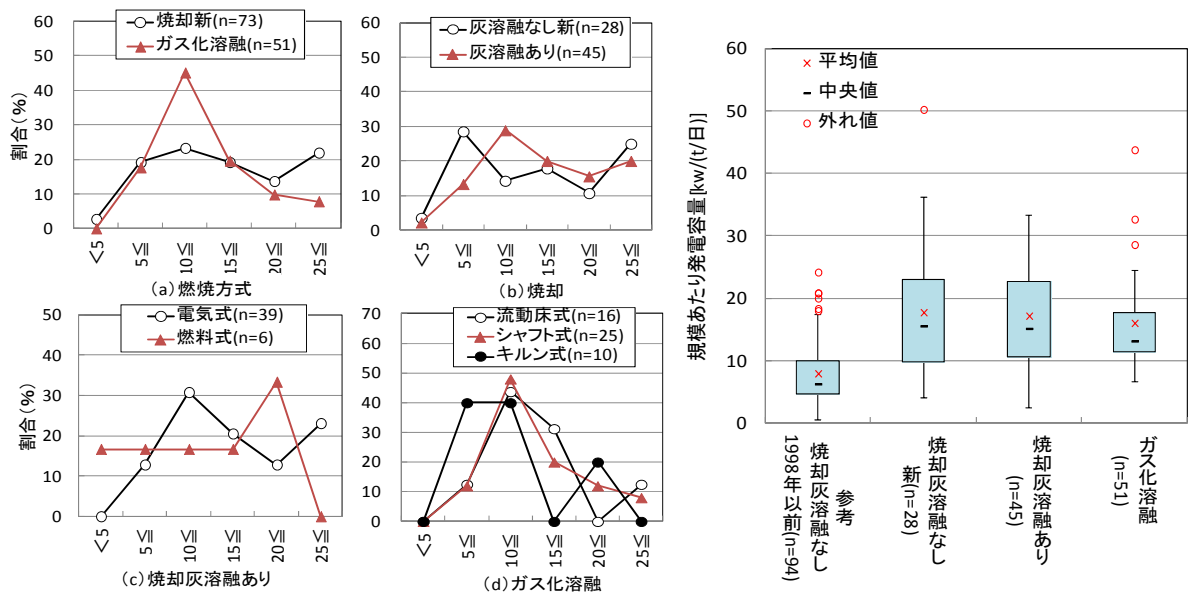 焼却新(n=73)
ガス化溶融(n=51)
割合(%)
60
50
40
30
20
10
0
<5
5≦
10≦
15≦
20≦
25≦
(a) 燃焼方式
灰溶融なし新(n=28)
灰溶融あり(n=45)
60
50
40
30
20
10
0
<5
5≦
10≦
15≦
20≦
25≦
(b) 焼却
電気式(n=39)
燃料式(n=6)
割合(%)
50
40
30
20
10
0
<5
5≦
10≦
15≦
20≦
25≦
(c) 焼却灰溶融あり
流動床式(n=16)
シャフト式(n=25)
キルン式(n=10)
70
60
50
40
30
20
10
0
<5
5≦
10≦
15≦
20≦
25≦
(d) ガス化溶融
規模あたり発電容量[kw/(t/日)]
60
50
40
30
20
10
0
平均値
中央値
外れ値
参考
焼却灰溶融なし
1998年以前(n=94)
焼却灰溶融なし
新(n=28)
焼却灰溶融あり
(n=45)
ガス化溶融
(n=51)